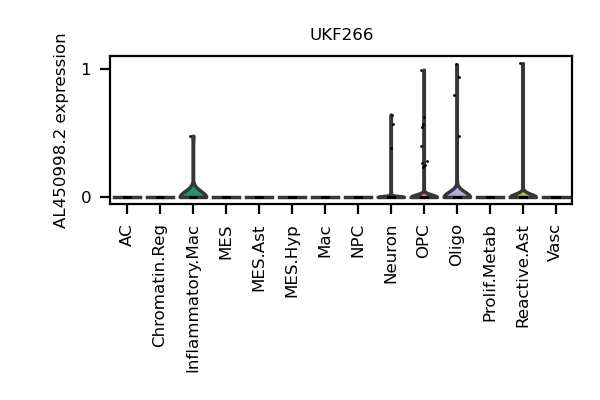 UKF266
AL450998.2 expression
1
0
AC
Chromatin.Reg
Inflammatory.Mac
MES
MES.Ast
MES.Hyp
Mac
NPC
Neuron
OPC
Oligo
Prolif.Metab
Reactive.Ast
Vasc